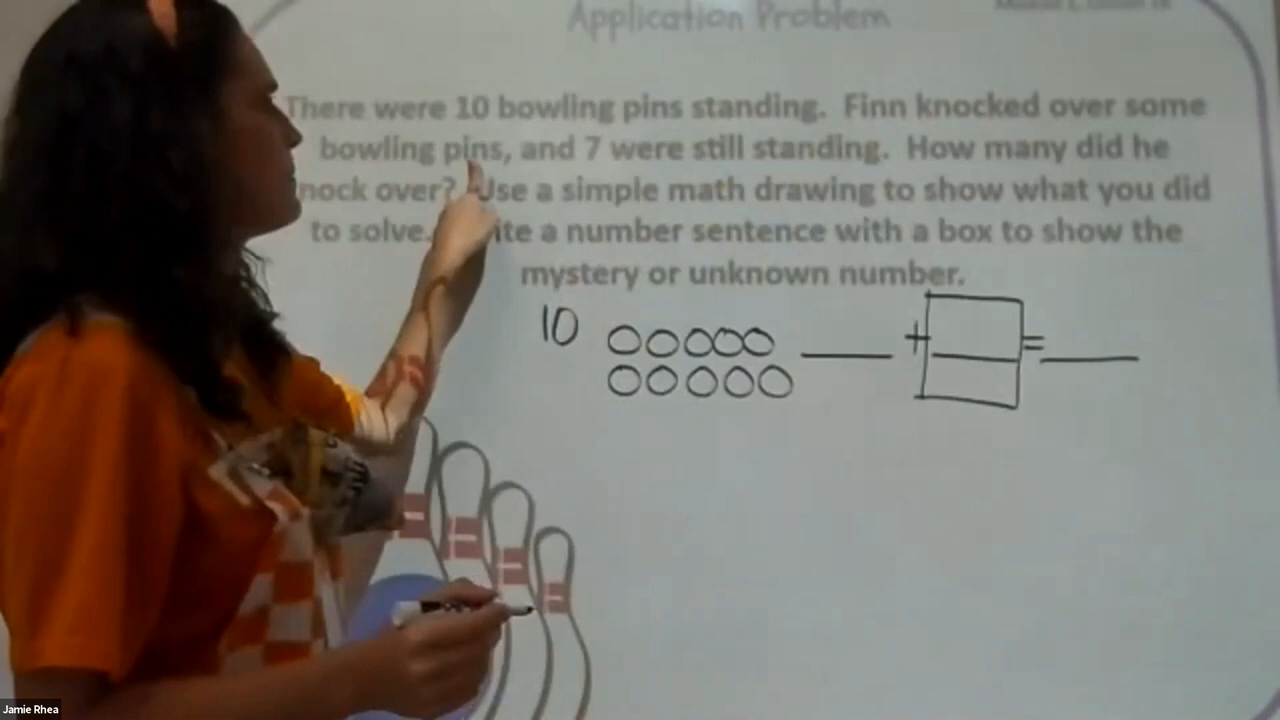 Application Problem
There were 10 bowling pins standing. Finn knocked over some
bowling pins, and 7 were still standing. How many did he
nock over? Use a simple math drawing to show what you did
to solve. ite a number sentence with a box to show the
mystery or unknown number.
10
+ =
Jamie Rhea